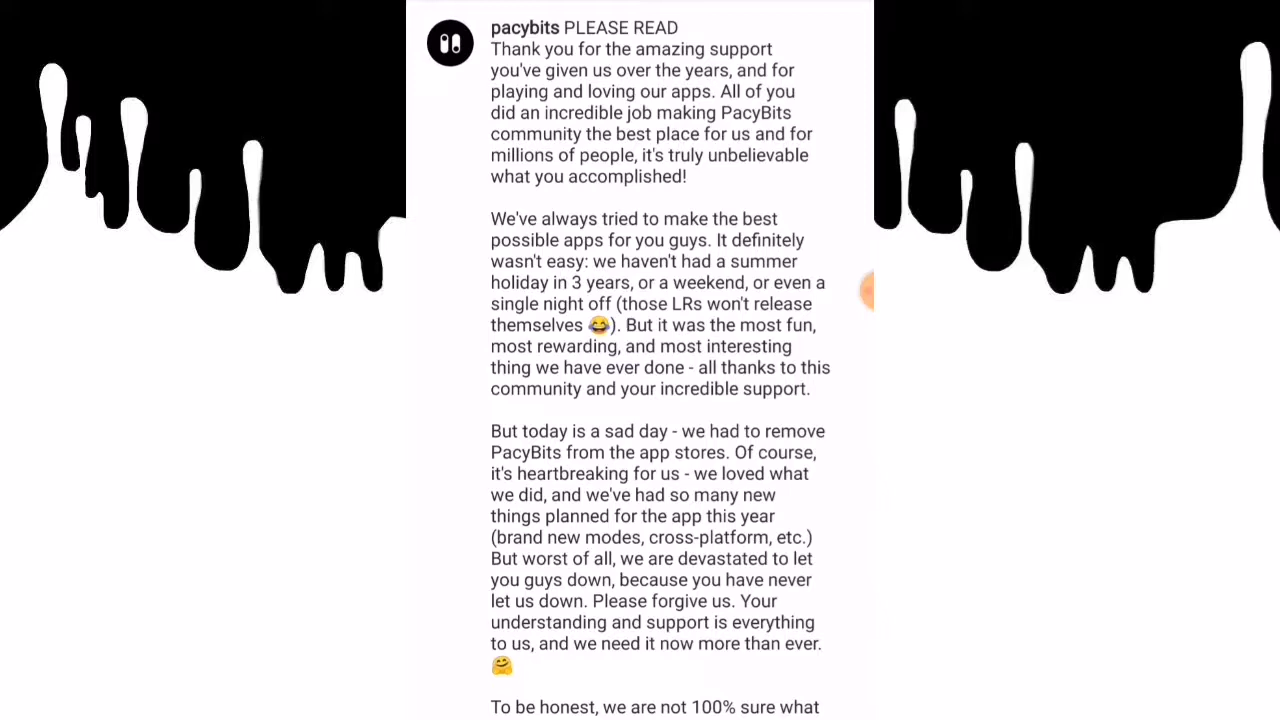 pacybits PLEASE READ
Thank you for the amazing support
you've given us over the years, and for
playing and loving our apps. All of you
did an incredible job making PacyBits
community the best place for us and for
millions of people, it's truly unbelievable
what you accomplished!
We've always tried to make the best
possible apps for you guys. It definitely
wasn't easy: we haven't had a summer
holiday in 3 years, or a weekend, or even a
single night off (those LRs won't release
themselves 😂). But it was the most fun,
most rewarding, and most interesting
thing we have ever done - all thanks to this
community and your incredible support.
But today is a sad day - we had to remove
PacyBits from the app stores. Of course,
it's heartbreaking for us - we loved what
we did, and we've had so many new
things planned for the app this year
(brand new modes, cross-platform, etc.)
But worst of all, we are devastated to let
you guys down, because you have never
let us down. Please forgive us. Your
understanding and support is everything
to us, and we need it now more than ever.
🤗
To be honest, we are not 100% sure what